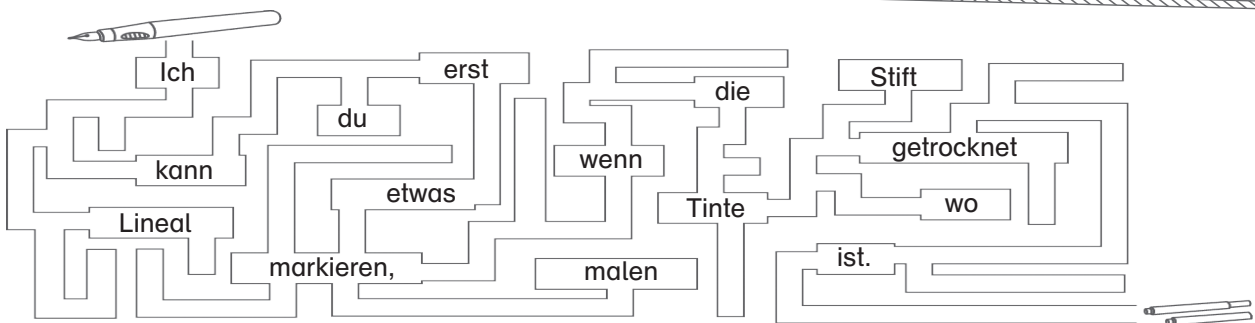 Ich
erst
Stift
die
du
getrocknet
wenn
kann
etwas
wo
Tinte
Lineal
ist.
markieren,
malen